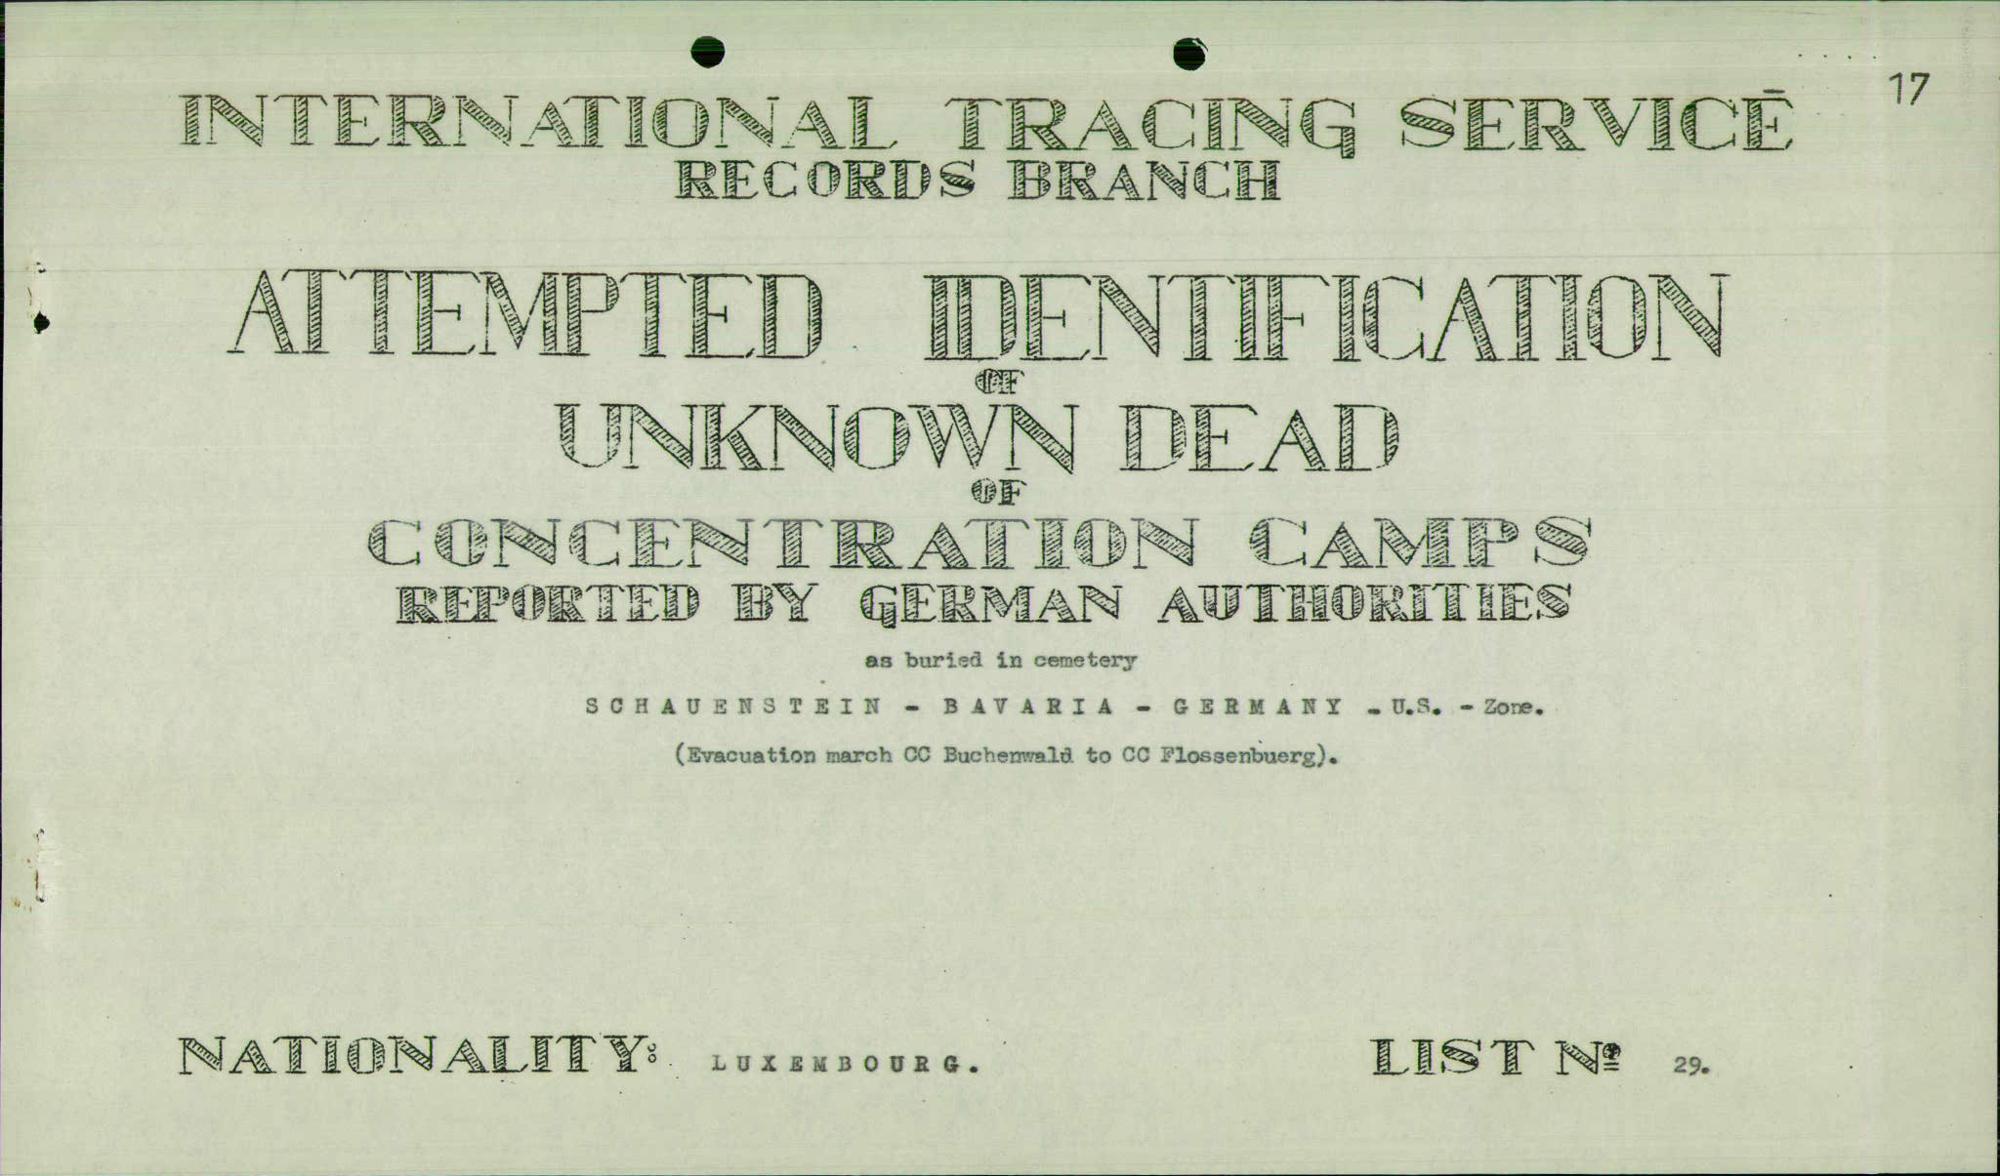 17
INTERNATIONAL TRACING SERVICE
RECORDS BRANCH
ATTEMPTED IDENTIFICATION
OF
UNKNOWN DEAD
OF
CONCENTRATION CAMPS
REPORTED BY GERMAN AUTHORITIES
as buried in cemetery
SCHAUENSTEIN - BAVARIA - GERMANY - U.S. - Zone.
(Evacuation march CC Buchenwald to CC Flossenbuerg).
NATIONALITY: LUXEMBOURG. LIST Nº 29.